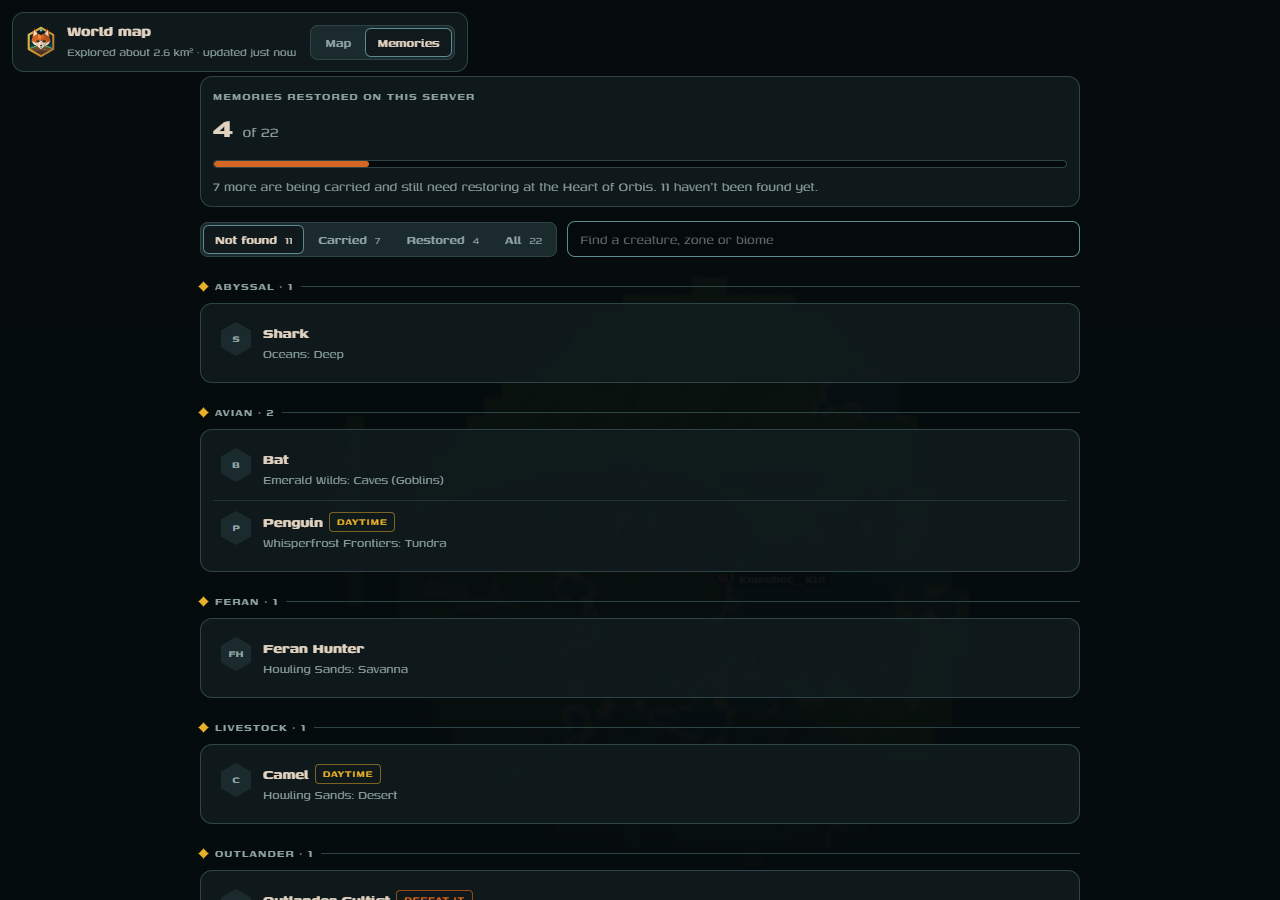 World map
Explored about 2.6 km² · updated just now
Map
Memories
MEMORIES RESTORED ON THIS SERVER
4 of 22
7 more are being carried and still need restoring at the Heart of Orbis. 11 haven't been found yet.
Not found 11
Carried 7
Restored 4
All 22
Find a creature, zone or biome
ABYSSAL · 1
S
Shark
Oceans: Deep
AVIAN · 2
B
Bat
Emerald Wilds: Caves (Goblins)
P
Penguin DAYTIME
Whisperfrost Frontiers: Tundra
FERAN · 1
FH
Feran Hunter
Howling Sands: Savanna
LIVESTOCK · 1
C
Camel DAYTIME
Howling Sands: Desert
OUTLANDER · 1
Outlander Cultist DEFEAT IT